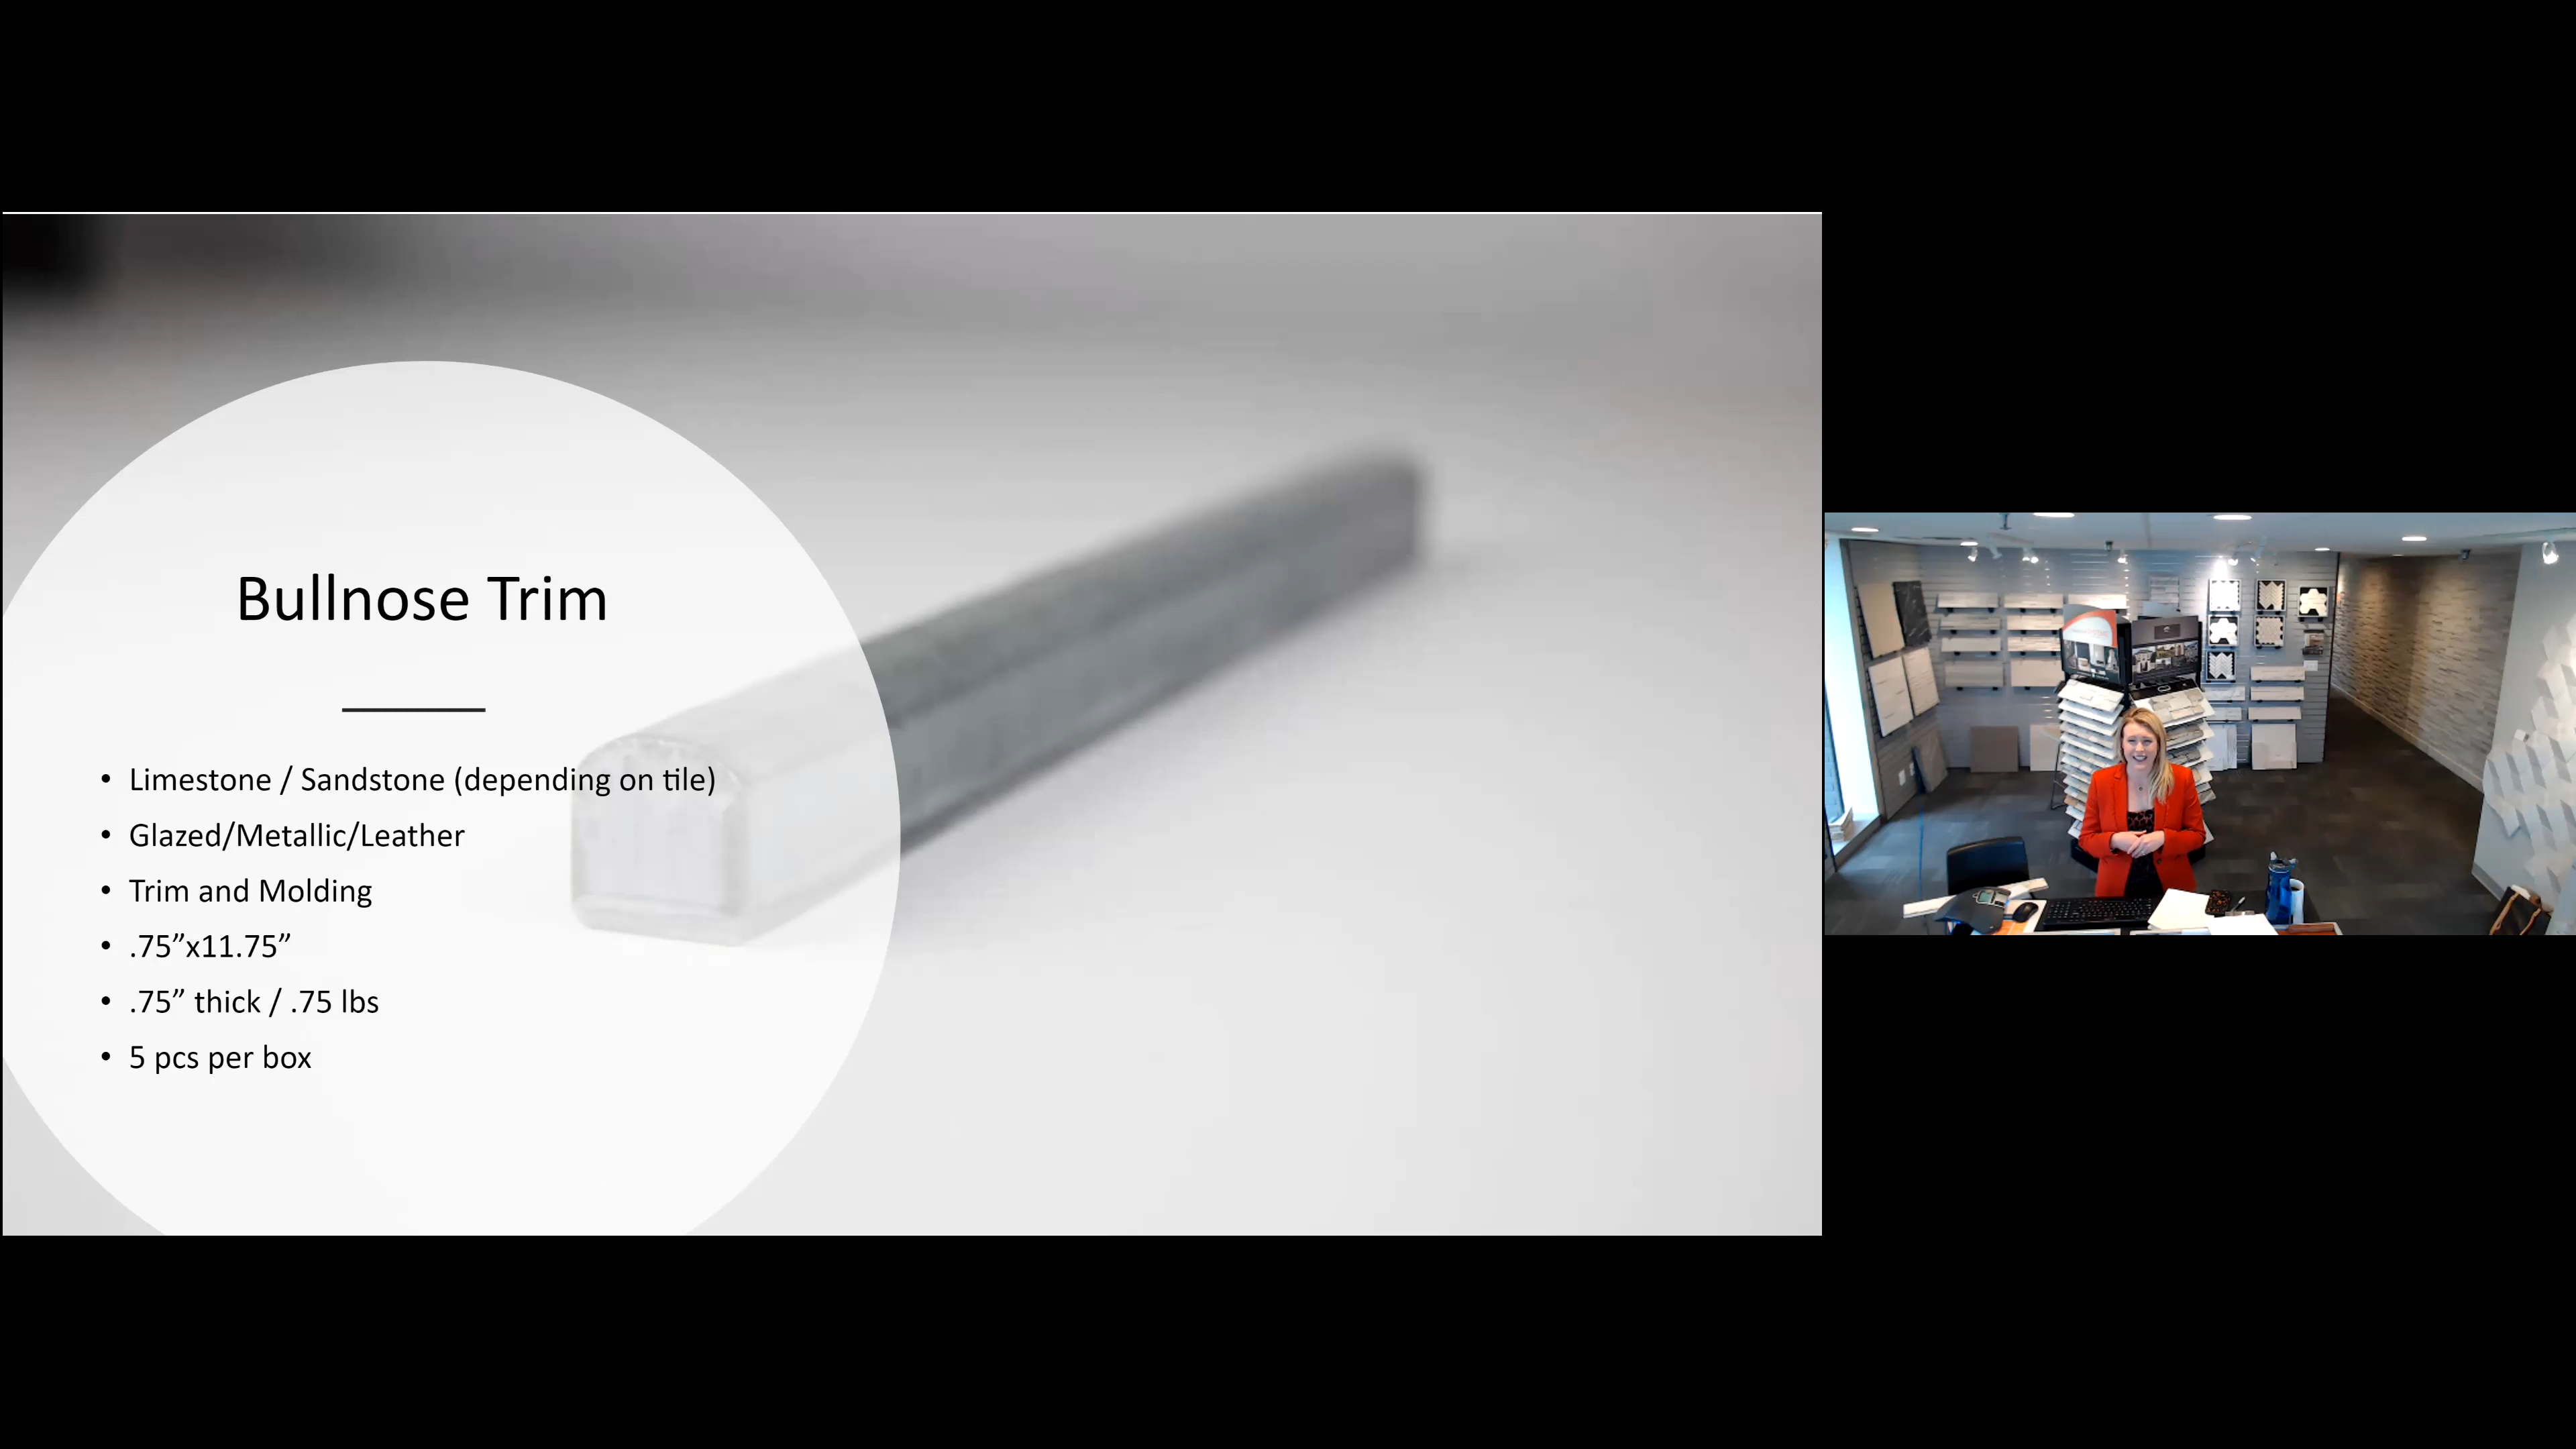 Bullnose Trim
• Limestone / Sandstone (depending on tile)
• Glazed/Metallic/Leather
• Trim and Molding
• .75”x11.75”
• .75” thick / .75 lbs
• 5 pcs per box